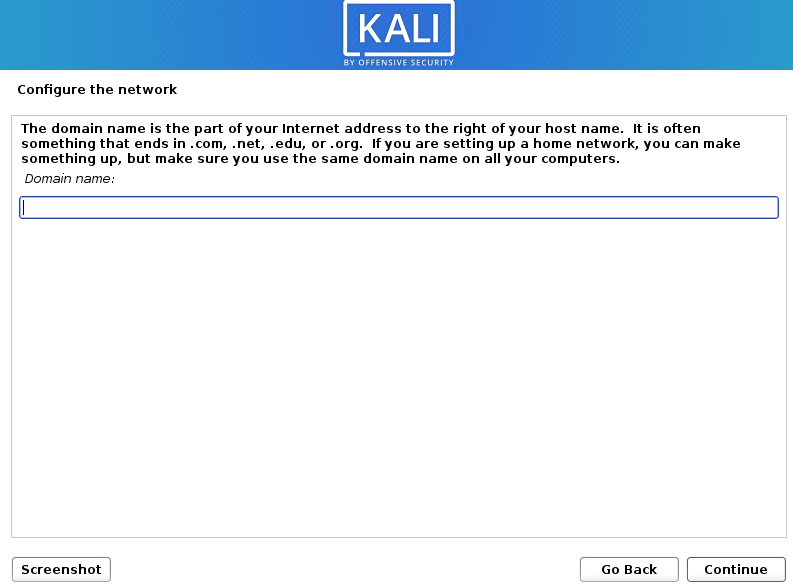 KALI
BY OFFENSIVE SECURITY
Configure the network
The domain name is the part of your Internet address to the right of your host name.  It is often
something that ends in .com, .net, .edu, or .org.  If you are setting up a home network, you can make
something up, but make sure you use the same domain name on all your computers.
Domain name:
Screenshot
Go Back
Continue